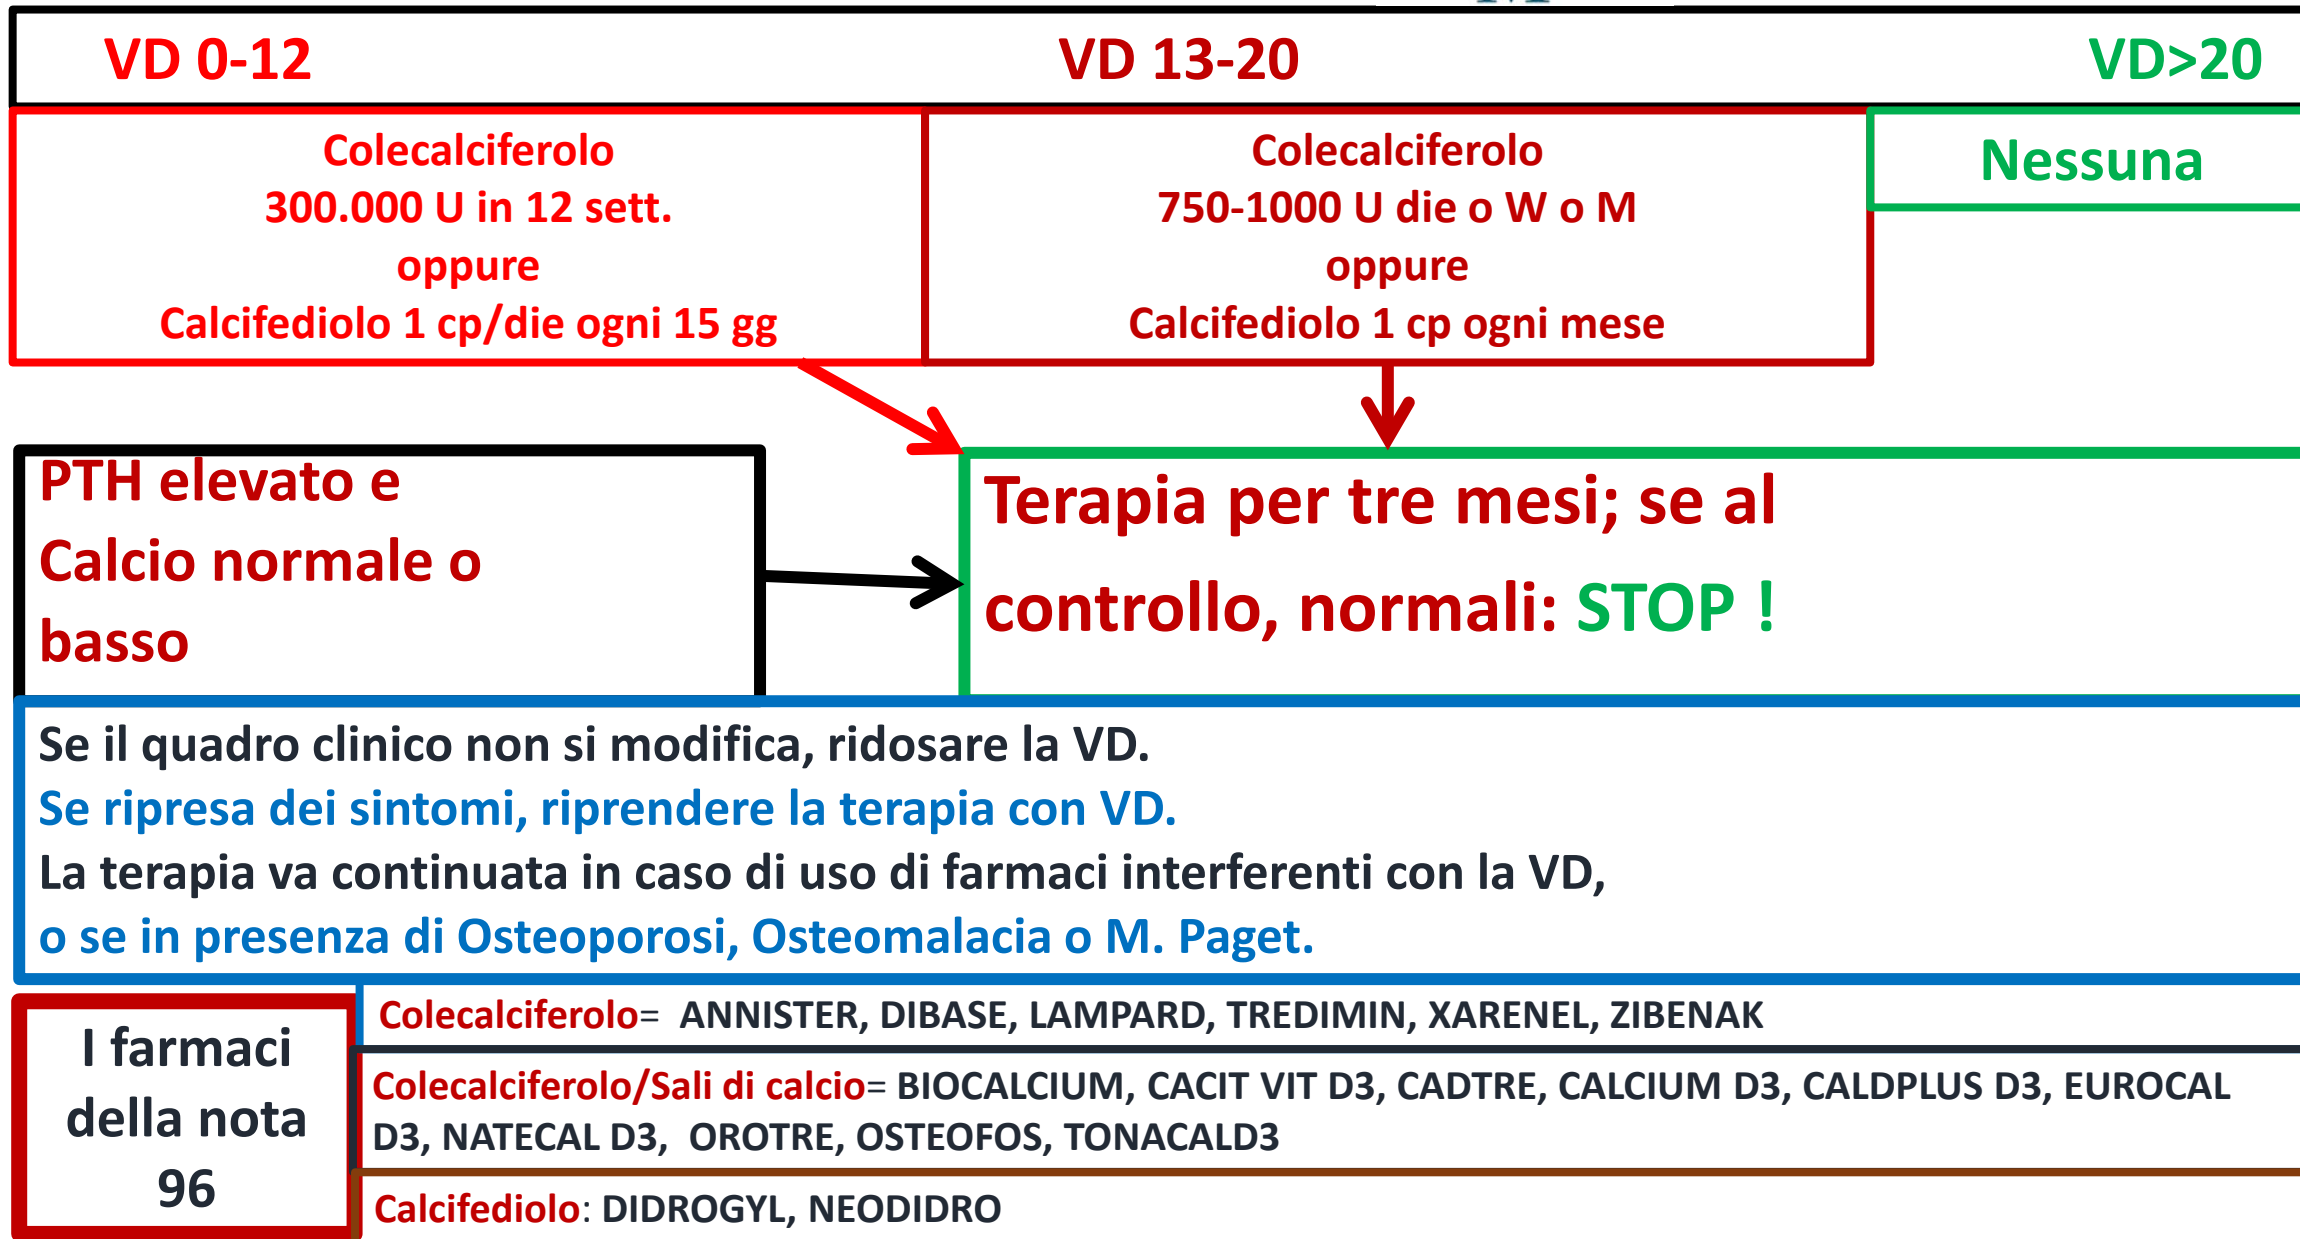 VD 0-12 VD 13-20 VD>20
Colecalciferolo
300.000 U in 12 sett.
oppure
Calcifediolo 1 cp/die ogni 15 gg
Colecalciferolo
750-1000 U die o W o M
oppure
Calcifediolo 1 cp ogni mese
Nessuna
PTH elevato e
Calcio normale o
basso
Terapia per tre mesi; se al
controllo, normali: STOP !
Se il quadro clinico non si modifica, ridosare la VD.
Se ripresa dei sintomi, riprendere la terapia con VD.
La terapia va continuata in caso di uso di farmaci interferenti con la VD,
o se in presenza di Osteoporosi, Osteomalacia o M. Paget.
I farmaci
della nota
96
Colecalciferolo= ANNISTER, DIBASE, LAMPARD, TREDIMIN, XARENEL, ZIBENAK
Colecalciferolo/Sali di calcio= BIOCALCIUM, CACIT VIT D3, CADTRE, CALCIUM D3, CALDPLUS D3, EUROCAL
D3, NATECAL D3, OROTRE, OSTEOFOS, TONACALD3
Calcifediolo: DIDROGYL, NEODIDRO